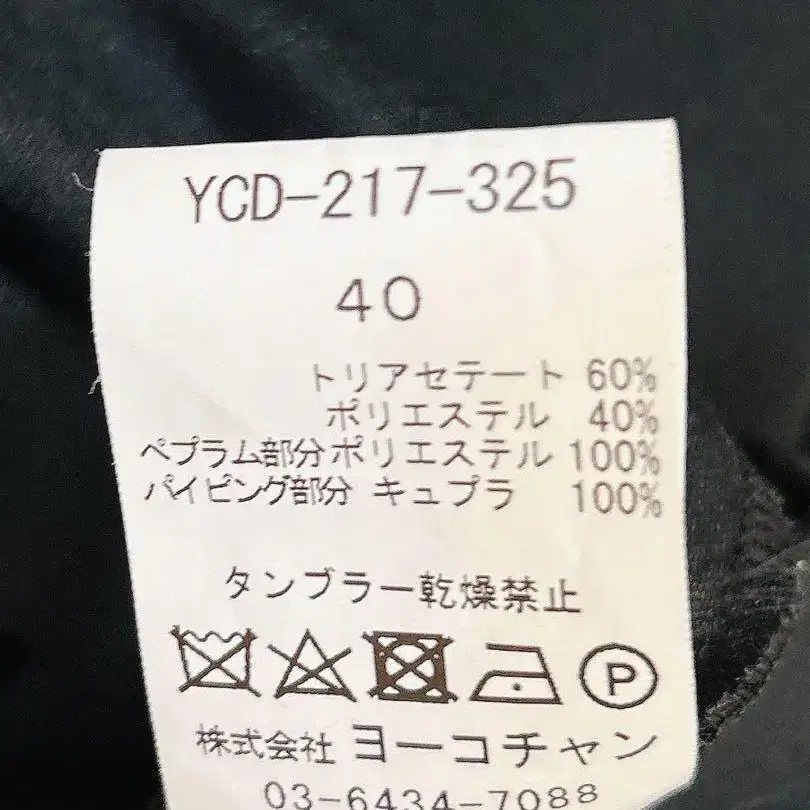 YCD-217-325
40
トリアセテート 60%
ポリエステル 40%
ペプラム部分 ポリエステル 100%
パイピング部分 キュプラ 100%
タンブラー乾燥禁止
P
株式会社 ヨーコチャン
03-6434-7088